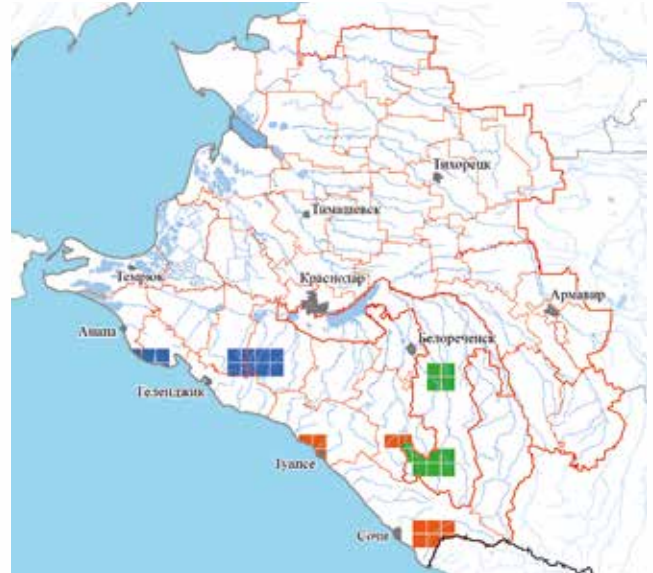 Тихорецк
Тимашевск
Темрюк
Краснодар
Армавир
Анапа
Белореченск
Геленджик
Туапсе
Сочи